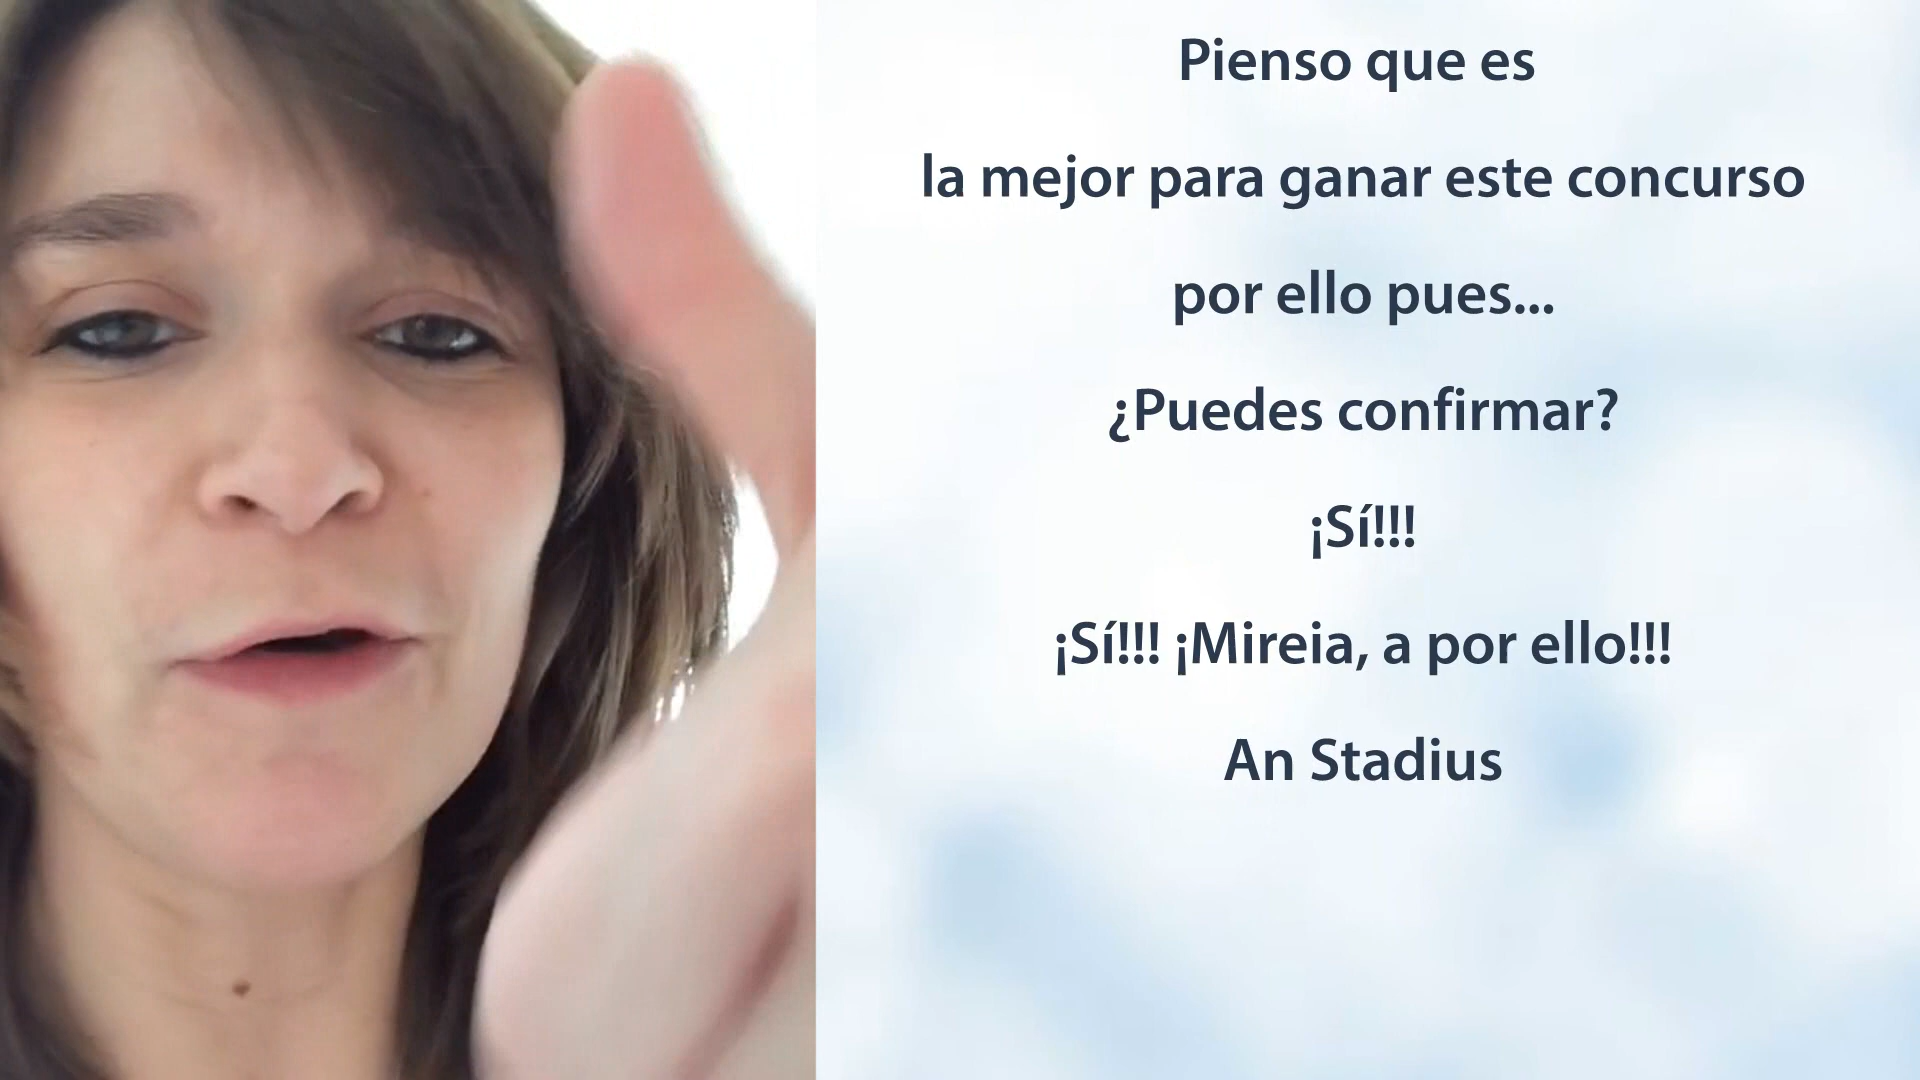 Pienso que es
la mejor para ganar este concurso
por ello pues...
¿Puedes confirmar?
¡Sí!!!
¡Sí!!! ¡Mireia, a por ello!!!
An Stadius